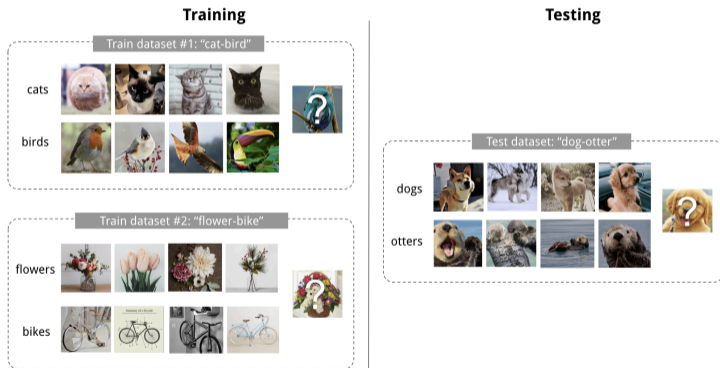 Training
Testing
Train dataset #1: “cat-bird”
cats
?
birds
Test dataset: “dog-otter”
dogs
?
otters
Train dataset #2: “flower-bike”
flowers
?
bikes